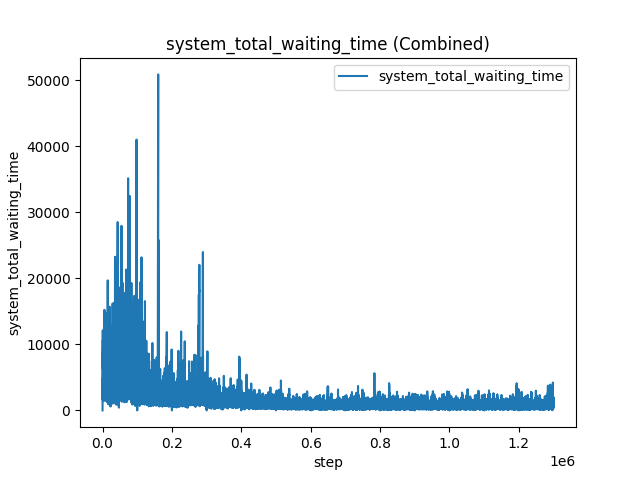 system_total_waiting_time (Combined)
system_total_waiting_time
50000
40000
30000
20000
10000
0
system_total_waiting_time
0.0
0.2
0.4
0.6
0.8
1.0
1.2
1e6
step